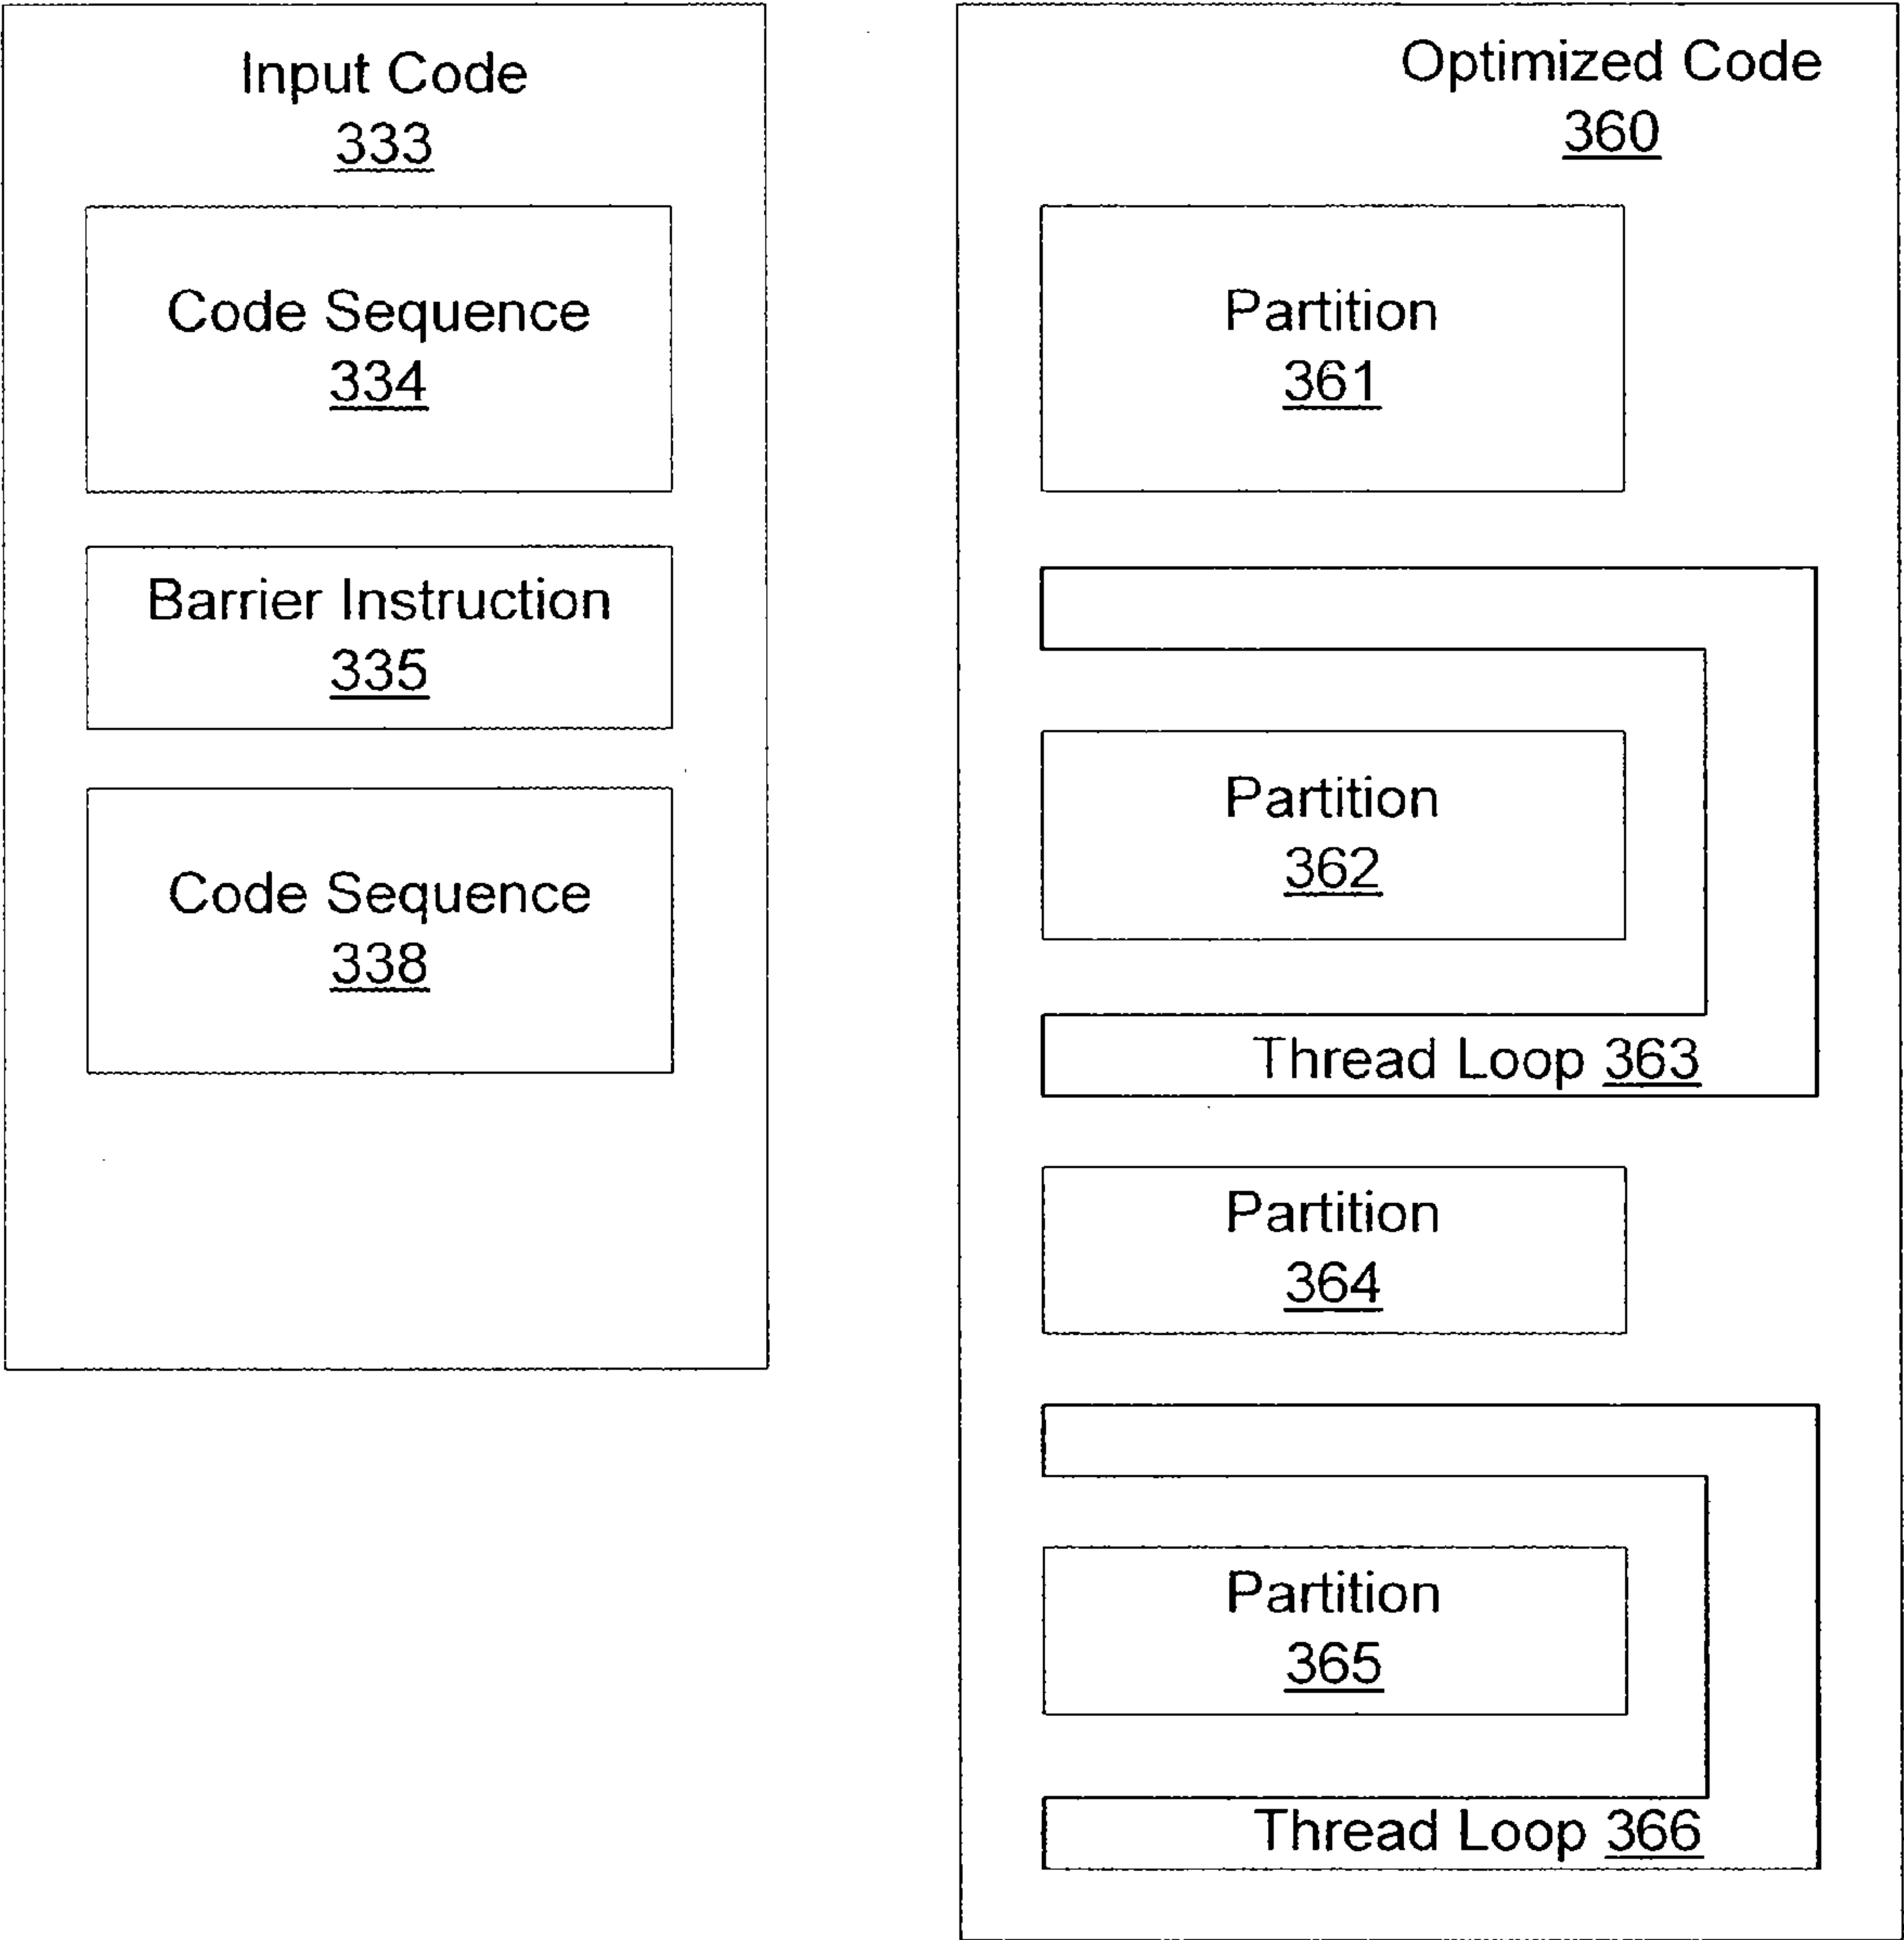 Input Code
333
Code Sequence
334
Barrier Instruction
335
Code Sequence
338
Optimized Code
360
Partition
361
Partition
362
Thread Loop 363
Partition
364
Partition
365
Thread Loop 366